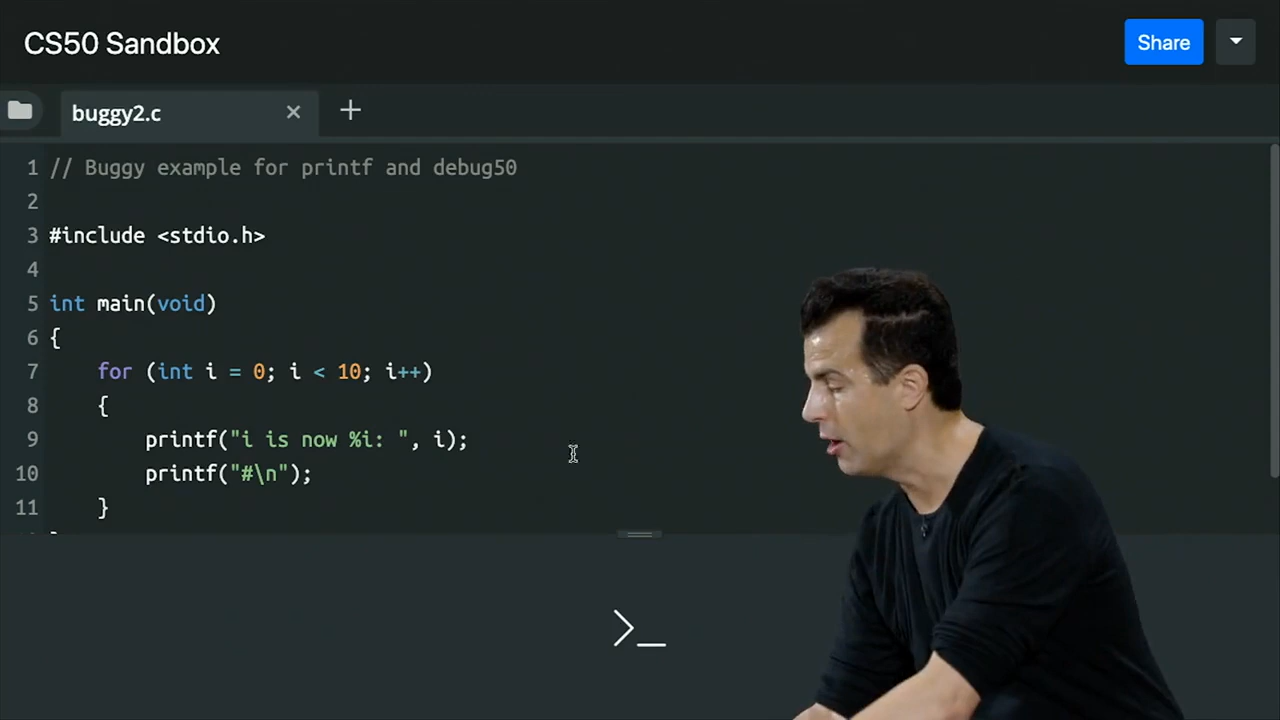 CS50 Sandbox
Share
buggy2.c
1 // Buggy example for printf and debug50
2
3 #include <stdio.h>
4
5 int main(void)
6 {
7     for (int i = 0; i < 10; i++)
8     {
9         printf("i is now %i: ", i);
10         printf("#\n");
11     }
>_